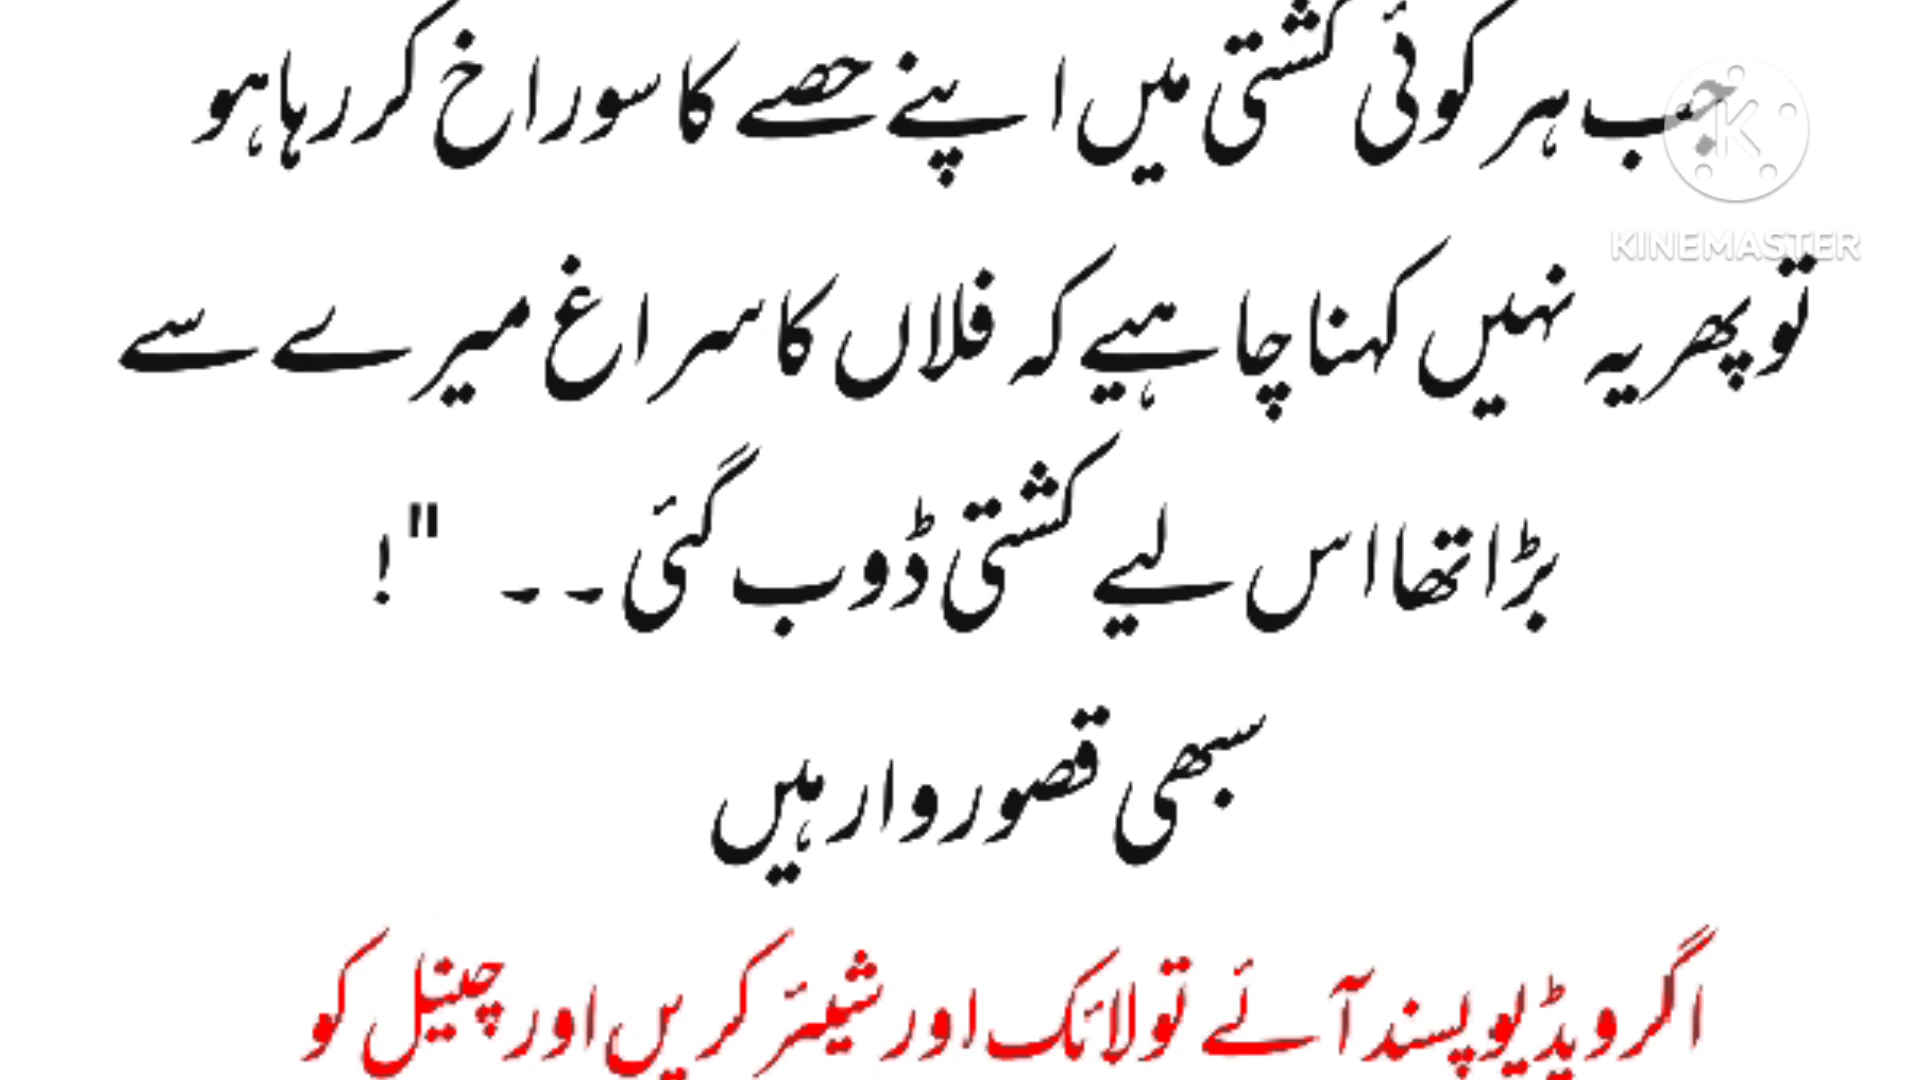 جب ہر کوئی کشتی میں اپنے حصے کا سوراخ کر رہا ہو
KINEMASTER
تو پھر یہ نہیں کہنا چاہیے کہ فلاں کا سراغ میرے سے
بڑا تھا اس لیے کشتی ڈوب گئی۔۔ "!
سبھی قصوروار ہیں
اگر ویڈیو پسند آئے تو لائک اور شیئر کریں اور چینیل کو